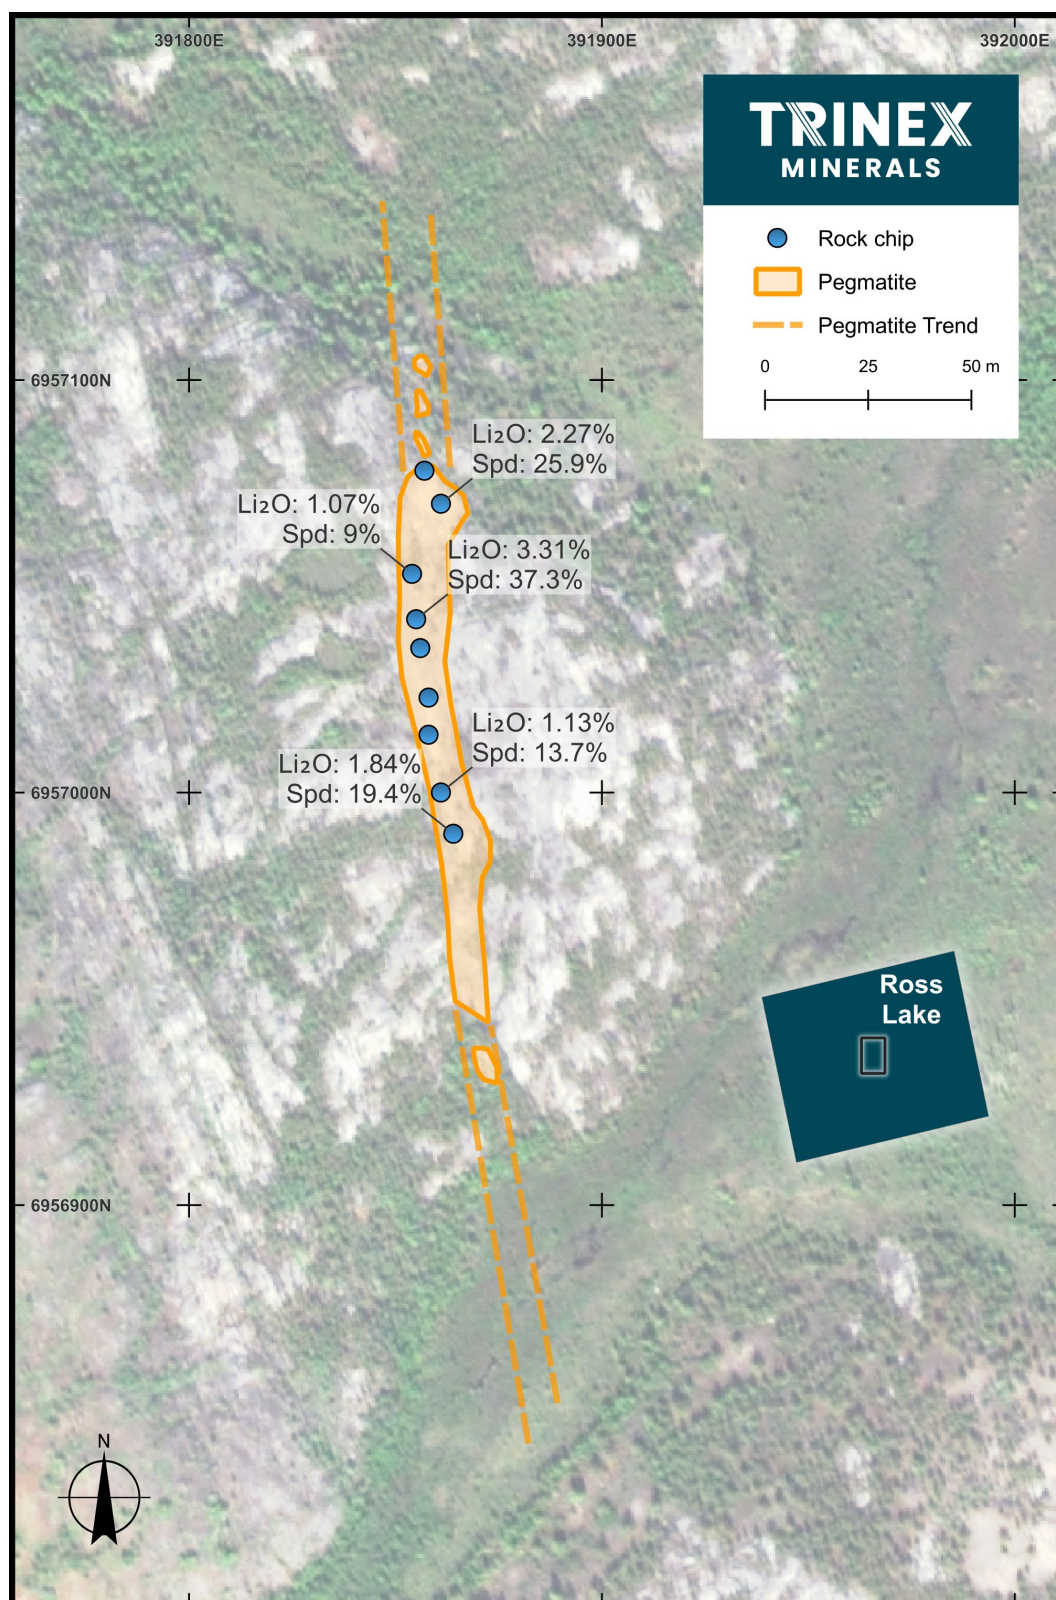 391800E
391900E
392000E
TRINEX
MINERALS
Rock chip
Pegmatite
Pegmatite Trend
0 25 50 m
6957100N
Li₂O: 2.27%
Spd: 25.9%
Li₂O: 1.07%
Spd: 9%
Li₂O: 3.31%
Spd: 37.3%
Li₂O: 1.13%
Spd: 13.7%
Li₂O: 1.84%
Spd: 19.4%
6957000N
Ross
Lake
6956900N
N